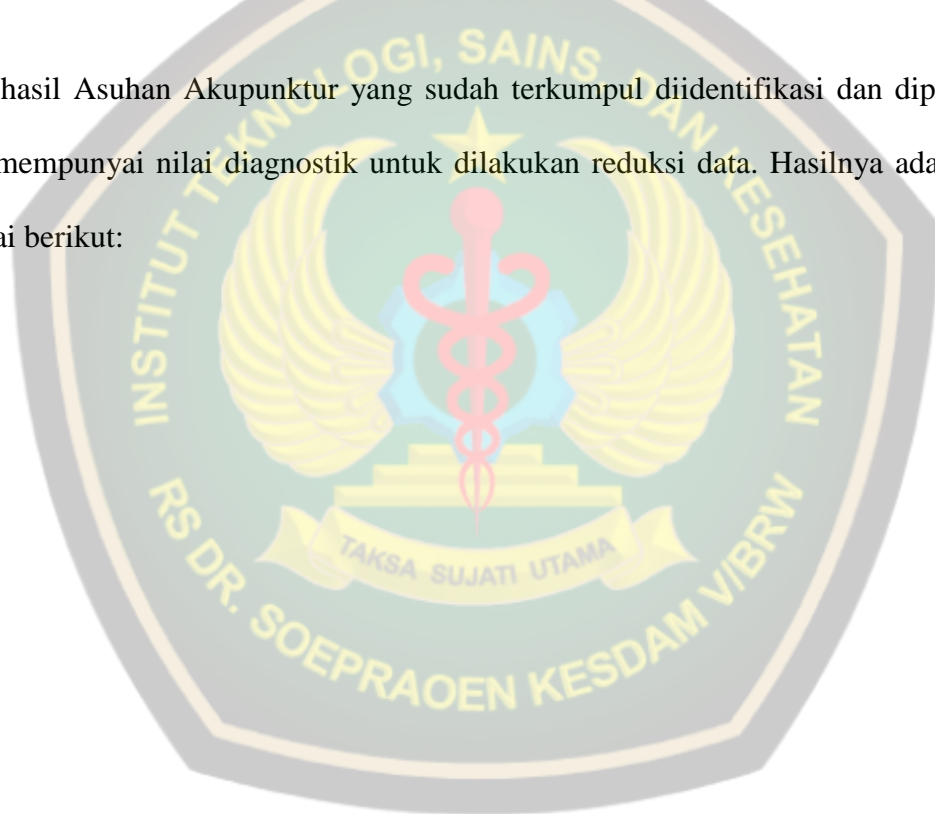 hasil Asuhan Akupunktur yang sudah terkumpul diidentifikasi dan dip
mempunyai nilai diagnostik untuk dilakukan reduksi data. Hasilnya ada
ai berikut:
INSTITUT TEKNOLOGI, SAINS, DAN KESEHATAN
TAKSA SUJATI UTAMA
RS DR. SOEPRAOEN KESDAM V/BRW